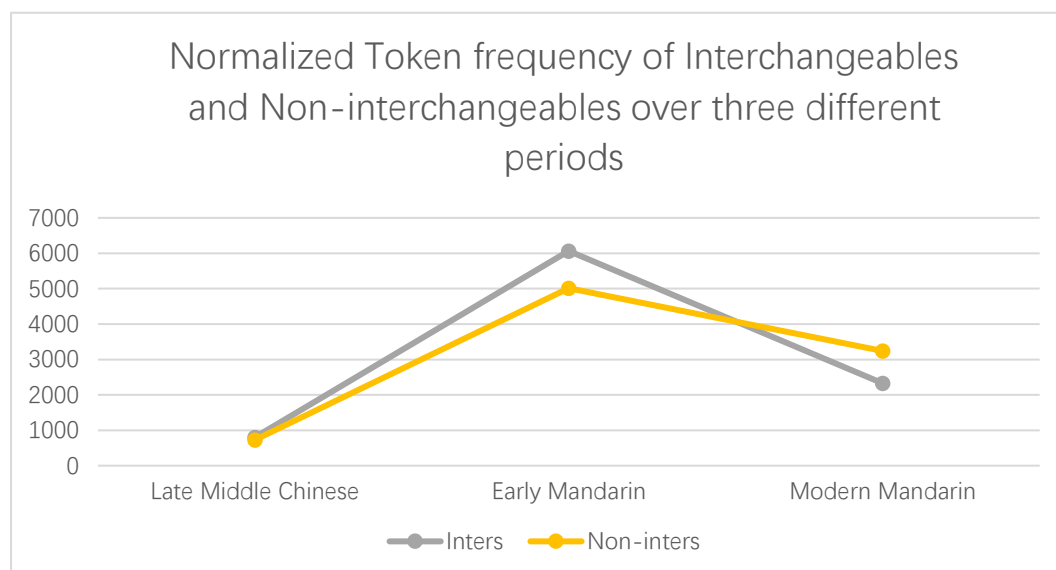 Normalized Token frequency of Interchangeables
and Non-interchangeables over three different
periods
7000
6000
5000
4000
3000
2000
1000
0
Late Middle Chinese Early Mandarin Modern Mandarin
Inters Non-inters